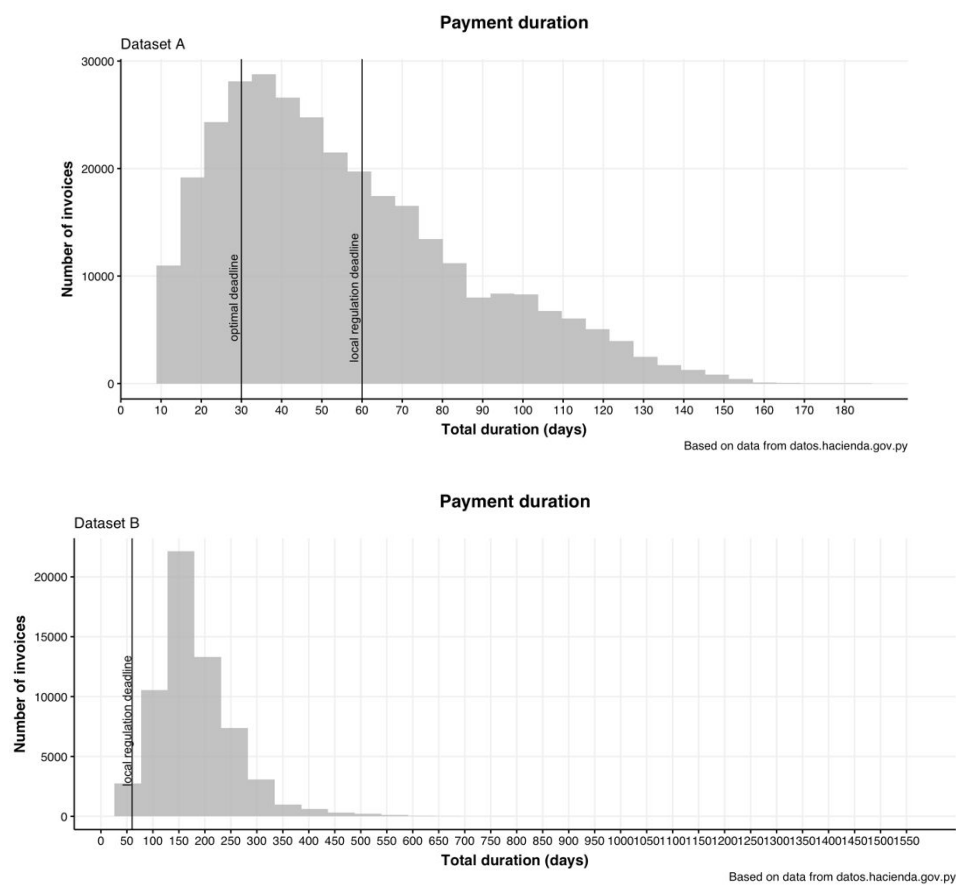 Payment duration
Dataset A
30000
20000
10000
0
Number of invoices
optimal deadline
local regulation deadline
0 10 20 30 40 50 60 70 80 90 100 110 120 130 140 150 160 170 180
Total duration (days)
Based on data from datos.hacienda.gov.py
Payment duration
Dataset B
20000
15000
10000
5000
0
Number of invoices
local regulation deadline
0 50 100 150 200 250 300 350 400 450 500 550 600 650 700 750 800 850 900 950 1000 1050 1100 1150 1200 1250 1300 1350 1400 1450 1500 1550
Total duration (days)
Based on data from datos.hacienda.gov.py